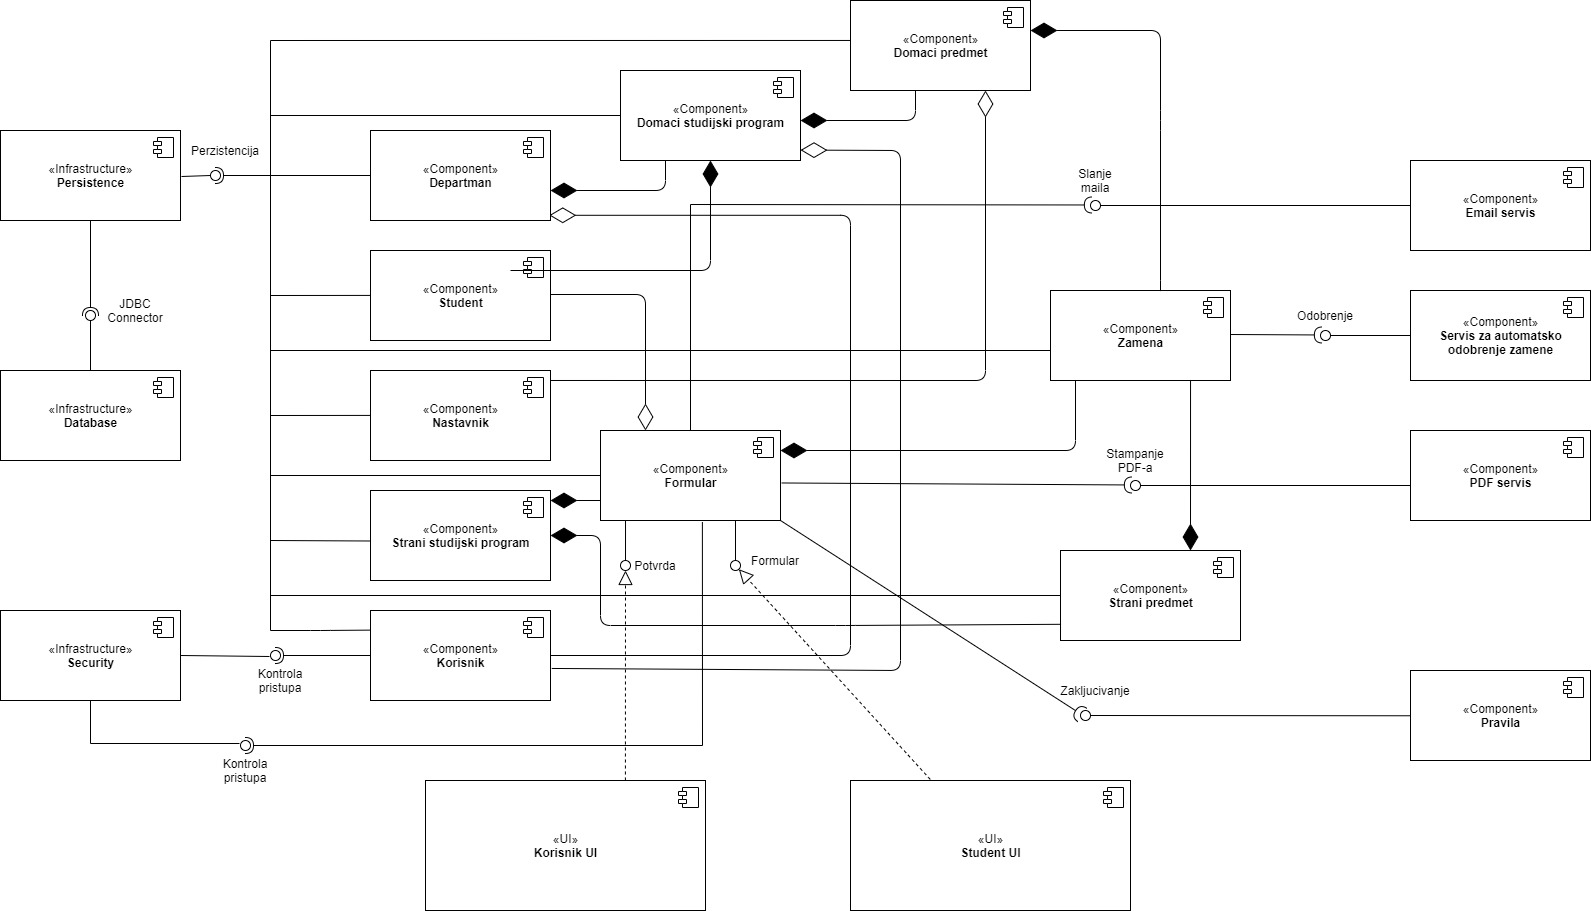 «Component»
Domaci predmet
«Component»
Domaci studijski program
Perzistencija
«Infrastructure»
Persistence
«Component»
Departman
Slanje
maila
«Component»
Email servis
«Component»
Student
JDBC
Connector
«Component»
Zamena
Odobrenje
«Component»
Servis za automatsko
odobrenje zamene
«Infrastructure»
Database
«Component»
Nastavnik
«Component»
Formular
Stampanje
PDF-a
«Component»
PDF servis
«Component»
Strani studijski program
Potvrda
Formular
«Component»
Strani predmet
«Infrastructure»
Security
Kontrola
pristupa
«Component»
Korisnik
Zakljucivanje
«Component»
Pravila
Kontrola
pristupa
«UI»
Korisnik UI
«UI»
Student UI